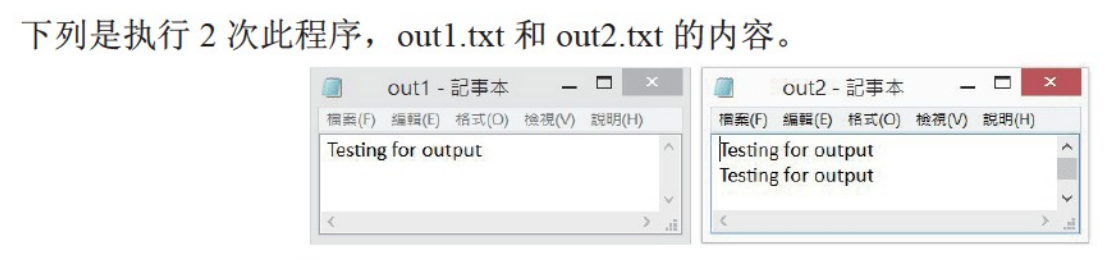 下列是执行 2 次此程序，out1.txt 和 out2.txt 的内容。
out1 - 記事本
檔案(F) 編輯(E) 格式(O) 檢視(V) 說明(H)
Testing for output
out2 - 記事本
檔案(F) 編輯(E) 格式(O) 檢視(V) 說明(H)
Testing for output
Testing for output